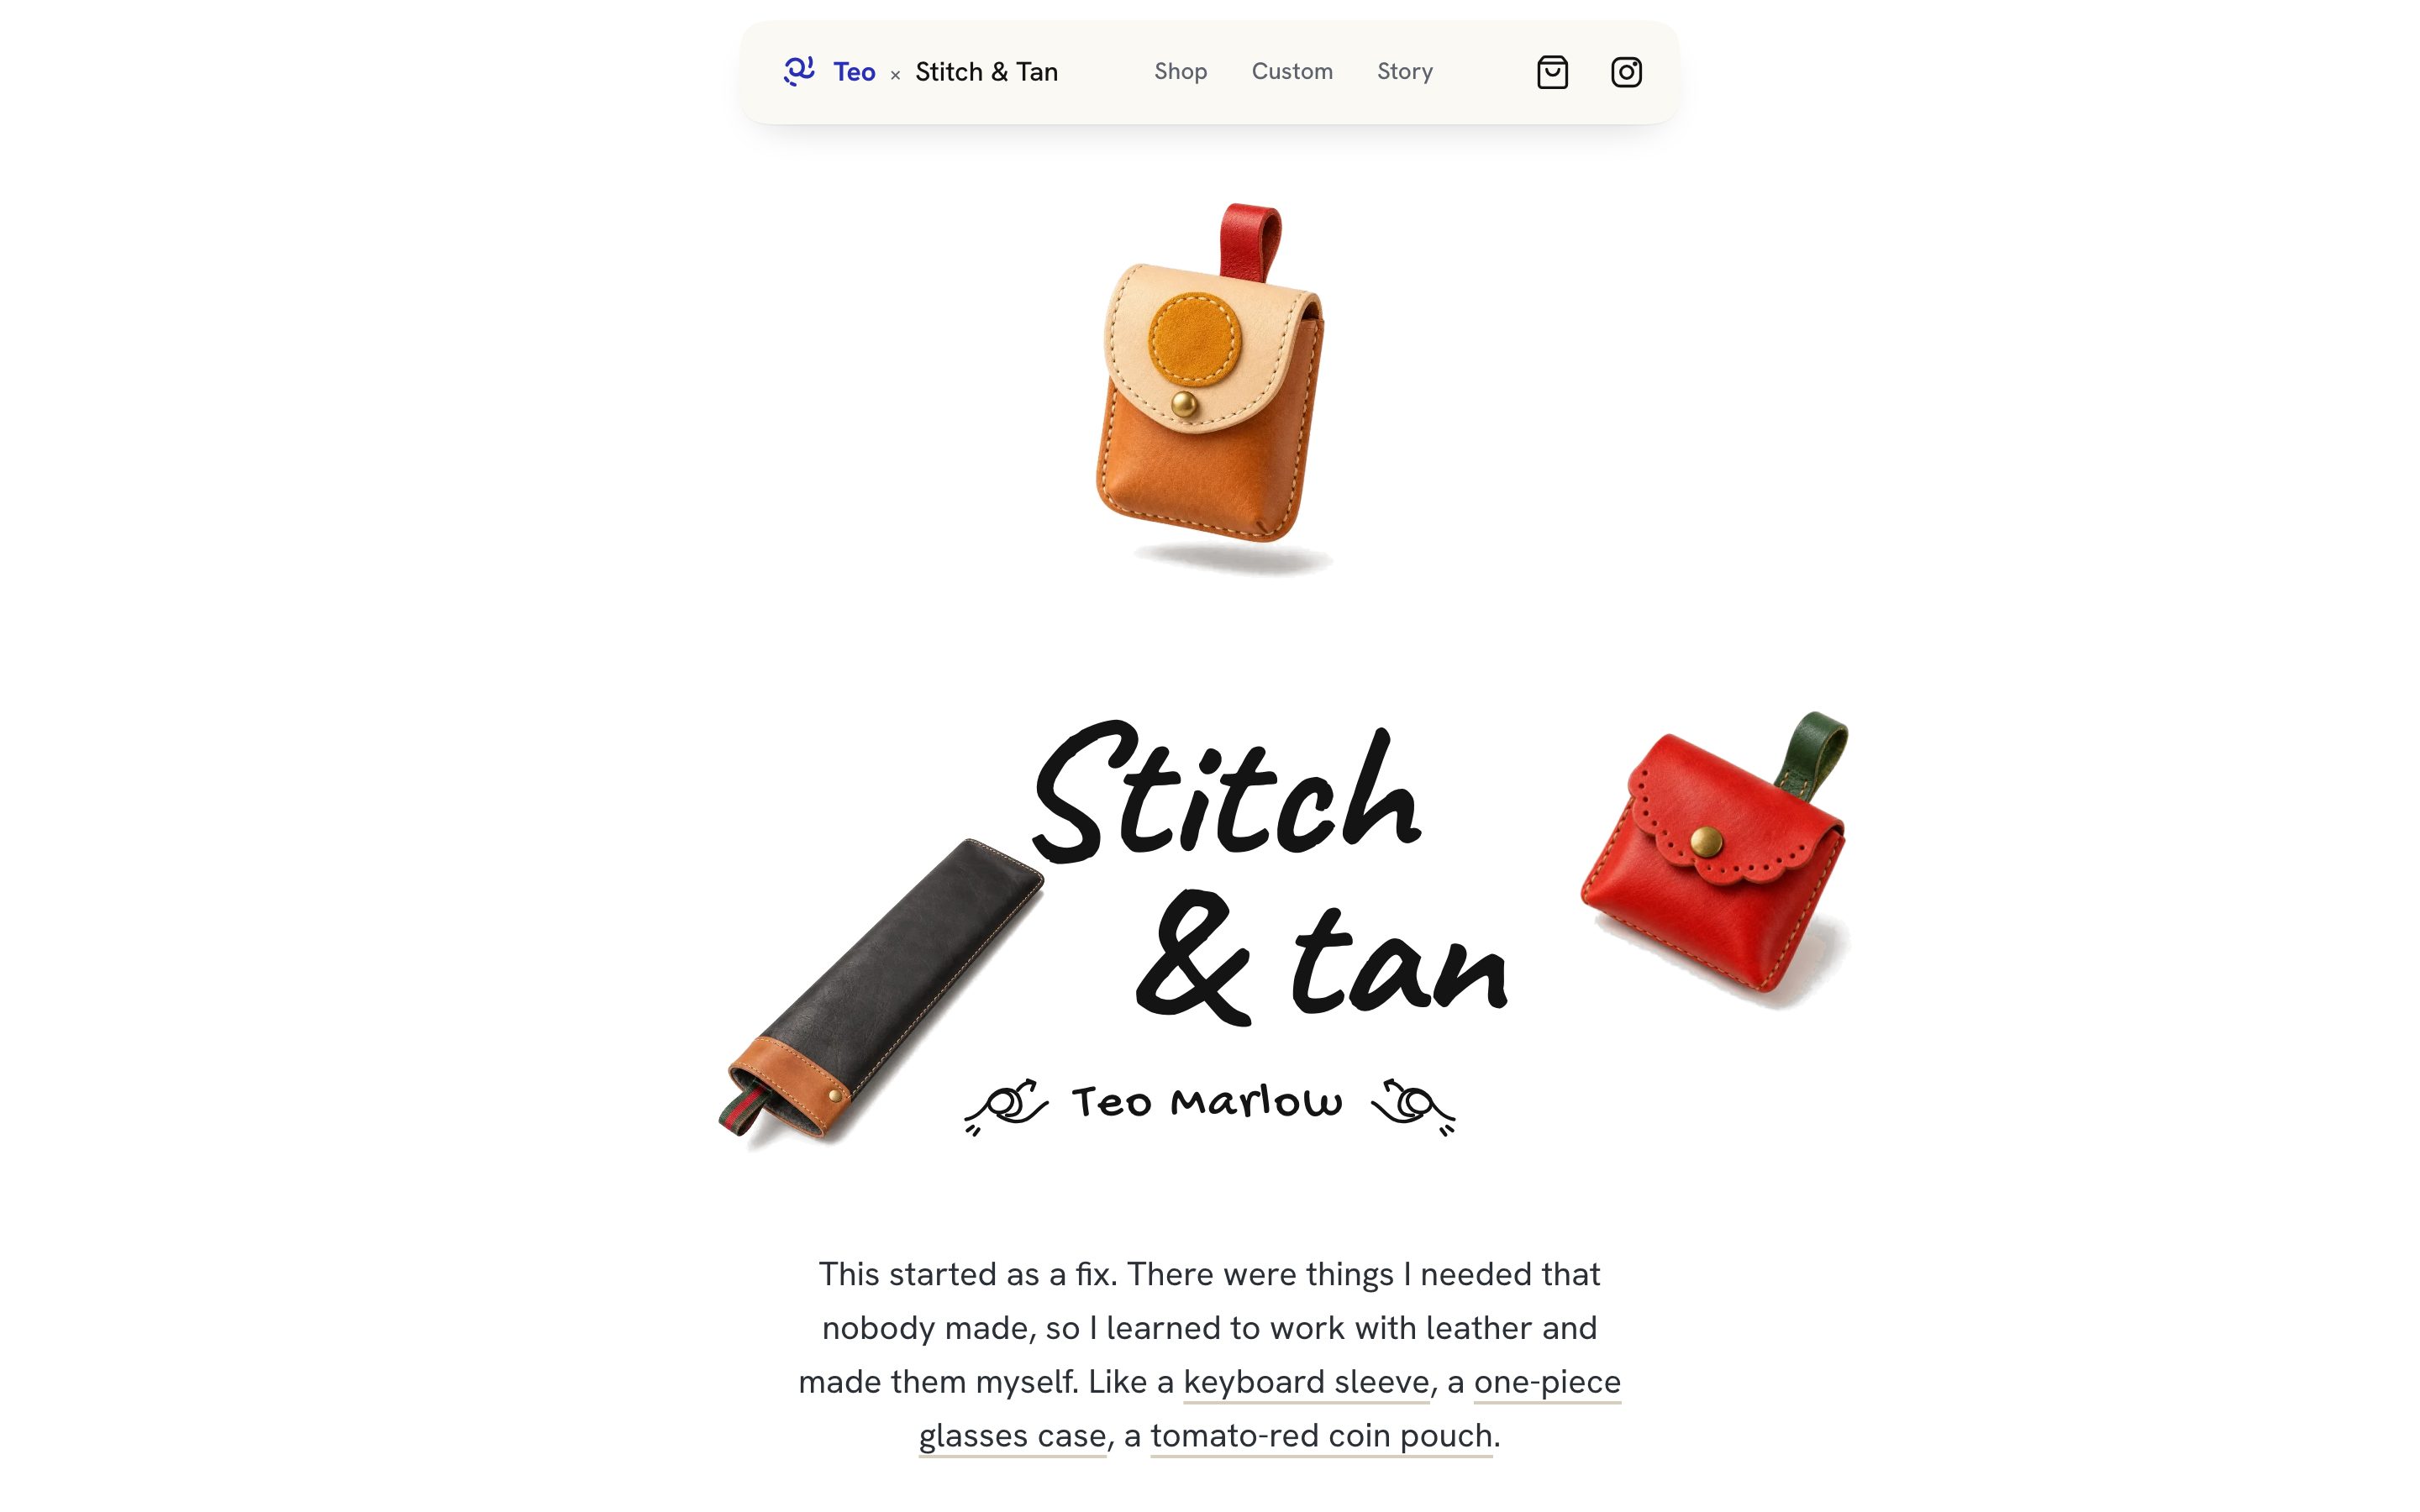 Teo × Stitch & Tan Shop Custom Story
Stitch
& tan
Teo Marlow
This started as a fix. There were things I needed that
nobody made, so I learned to work with leather and
made them myself. Like a keyboard sleeve, a one-piece
glasses case, a tomato-red coin pouch.